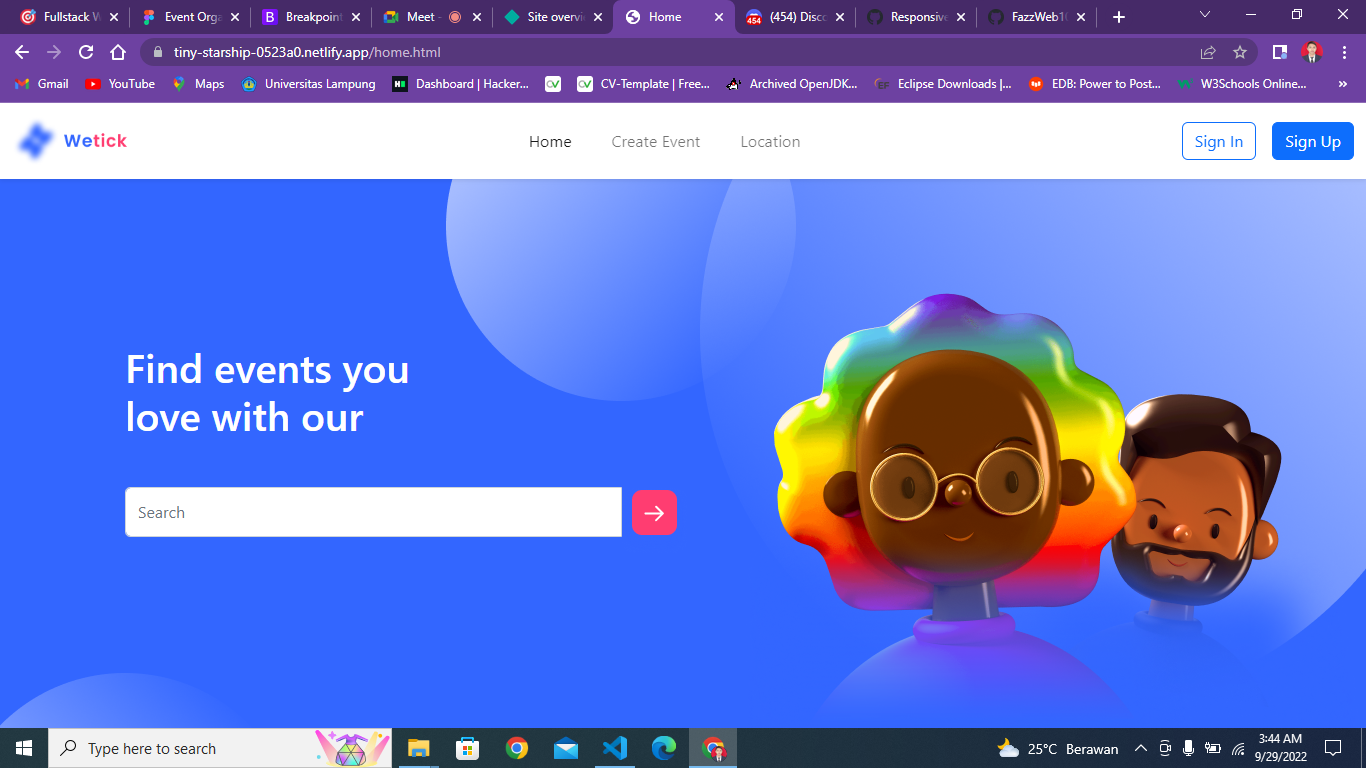 Fullstack W
Event Orga
Breakpoint
Meet -
Site overvi
Home
454
(454) Disco
Responsive
FazzWeb1
tiny-starship-0523a0.netlify.app/home.html
Gmail
YouTube
Maps
Universitas Lampung
Dashboard | Hacker...
CV-Template | Free...
Archived OpenJDK...
Eclipse Downloads |...
EDB: Power to Post...
W3Schools Online...
Wetick
Home
Create Event
Location
Sign In
Sign Up
Find events you
love with our
Search
Type here to search
25°C Berawan
3:44 AM
9/29/2022